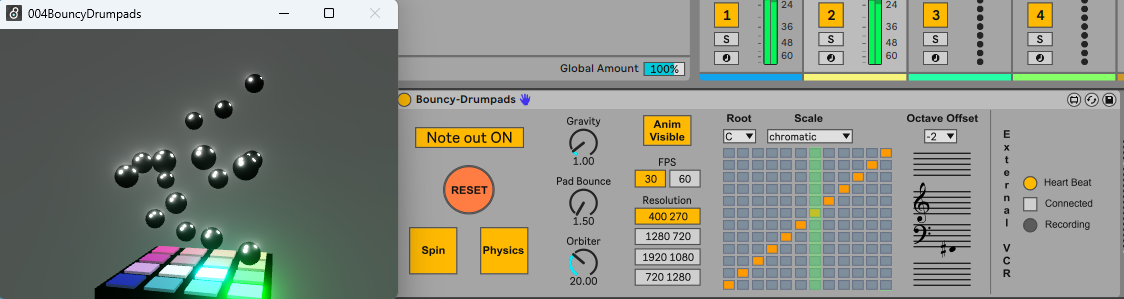 004BouncyDrumpads
1 2 3 4
S S S S
24 24
36 36
48 48
60 60
Global Amount 100%
Bouncy-Drumpads
Note out ON
RESET
Spin
Physics
Gravity
1.00
Pad Bounce
1.50
Orbiter
20.00
Anim
Visible
FPS
30 60
Resolution
400 270
1280 720
1920 1080
720 1280
Root
C
Scale
chromatic
Octave Offset
-2
External VCR
Heart Beat
Connected
Recording